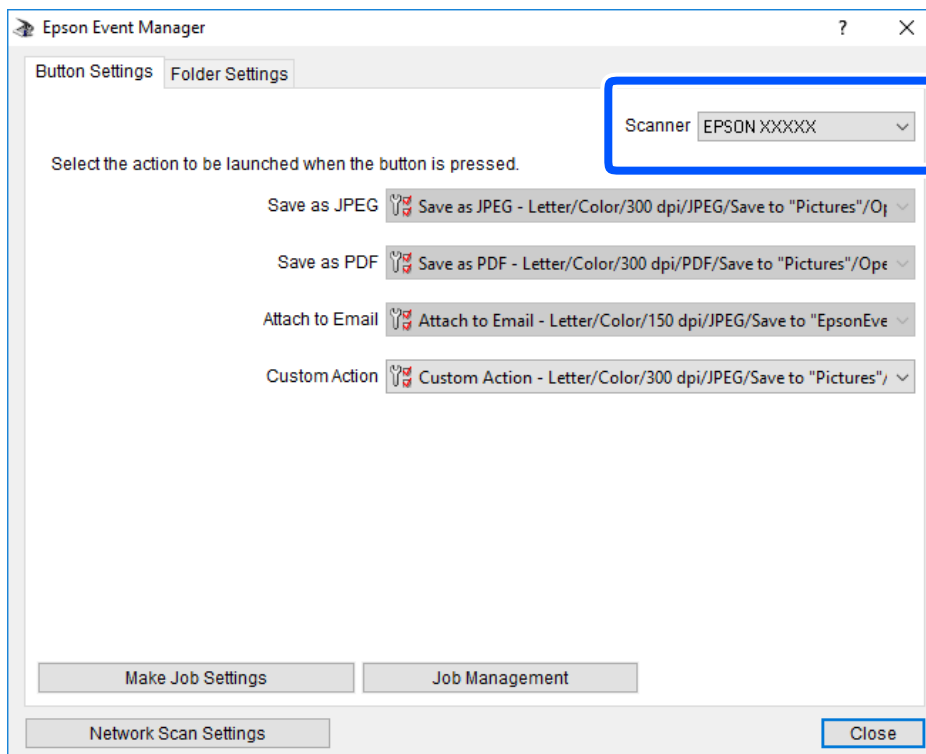 Epson Event Manager
Button Settings Folder Settings
Scanner EPSON XXXXX
Select the action to be launched when the button is pressed.
Save as JPEG Save as JPEG - Letter/Color/300 dpi/JPEG/Save to "Pictures"/Op
Save as PDF Save as PDF - Letter/Color/300 dpi/PDF/Save to "Pictures"/Ope
Attach to Email Attach to Email - Letter/Color/150 dpi/JPEG/Save to "EpsonEve
Custom Action Custom Action - Letter/Color/300 dpi/JPEG/Save to "Pictures"/
Make Job Settings Job Management
Network Scan Settings Close